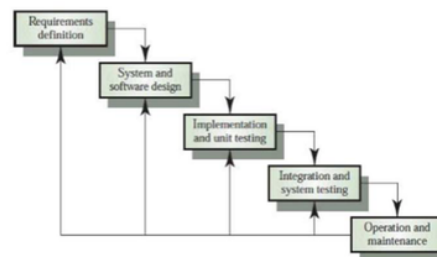 Requirements
definition
System and
software design
Implementation
and unit testing
Integration and
system testing
Operation and
maintenance